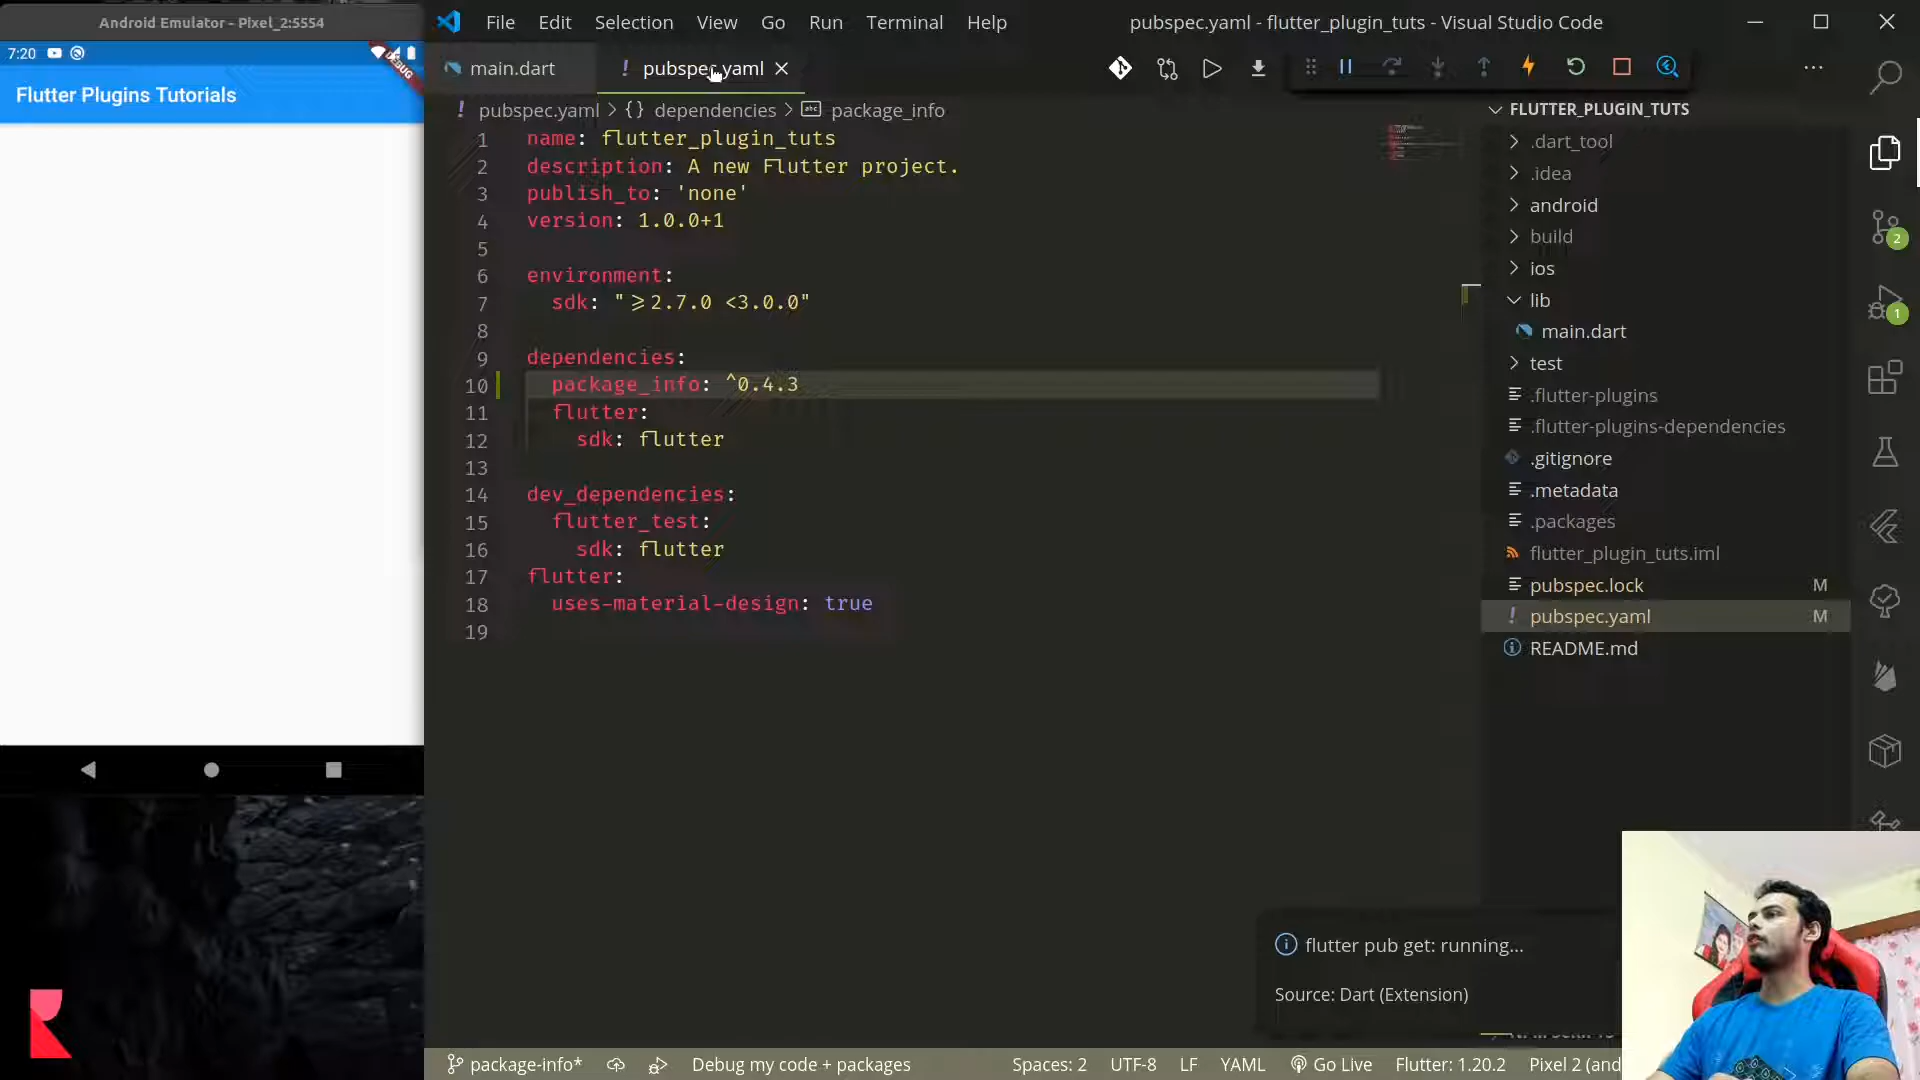 Android Emulator - Pixel_2:5554
7:20
DEBUG
Flutter Plugins Tutorials
File Edit Selection View Go Run Terminal Help
pubspec.yaml - flutter_plugin_tuts - Visual Studio Code
main.dart
! pubspec.yaml
! pubspec.yaml > {} dependencies > abc package_info
1 name: flutter_plugin_tuts
2 description: A new Flutter project.
3 publish_to: 'none'
4 version: 1.0.0+1
5
6 environment:
7 sdk: ">=2.7.0 <3.0.0"
8
9 dependencies:
10 package_info: ^0.4.3
11 flutter:
12 sdk: flutter
13
14 dev_dependencies:
15 flutter_test:
16 sdk: flutter
17 flutter:
18 uses-material-design: true
19
FLUTTER_PLUGIN_TUTS
.dart_tool
.idea
android
build
ios
lib
main.dart
test
.flutter-plugins
.flutter-plugins-dependencies
.gitignore
.metadata
.packages
flutter_plugin_tuts.iml
pubspec.lock M
! pubspec.yaml M
README.md
2
1
flutter pub get: running...
Source: Dart (Extension)
package-info*
Debug my code + packages
Spaces: 2
UTF-8
LF
YAML
Go Live
Flutter: 1.20.2
Pixel 2 (and